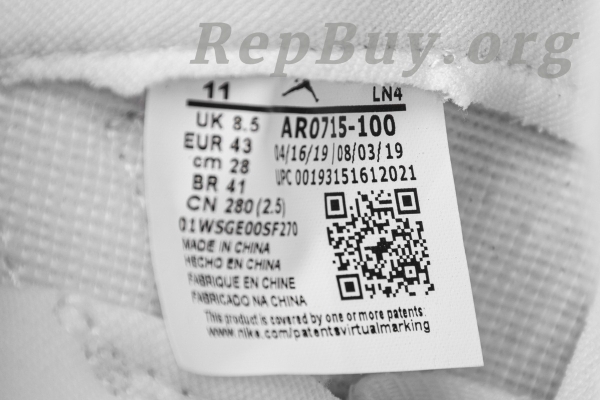 RepBuy.org
11 LN4
UK 8.5 AR0715-100
EUR 43 04/16/19 | 08/03/19
cm 28 UPC 00193151612021
BR 41
CN 280 (2.5)
01WSGE00SF270
MADE IN CHINA
HECHO EN CHINA
FABRIQUE EN CHINE
FABRICADO NA CHINA
This product is covered by one or more patents:
www.nike.com/patentsvirtualmarking